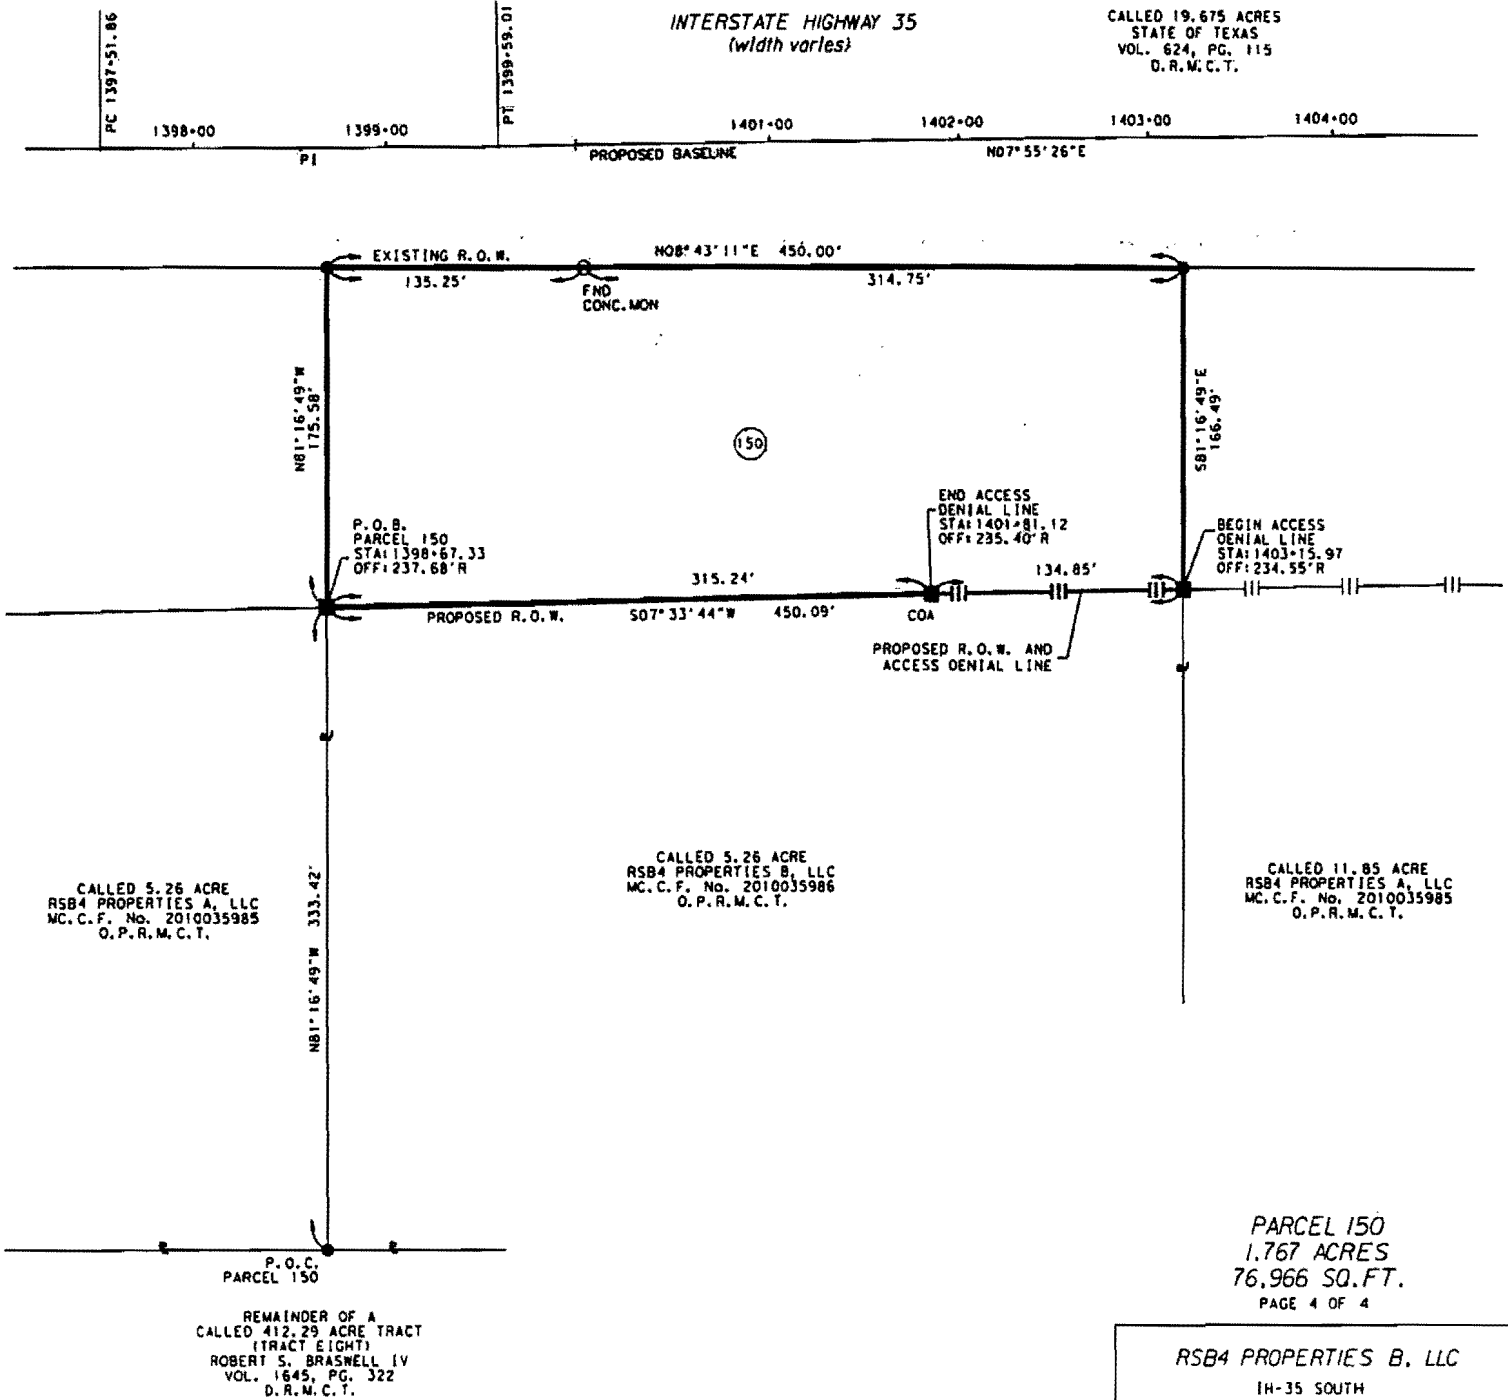 PC 1397+51.86
PT 1399+59.01
INTERSTATE HIGHWAY 35
(width varies)
CALLED 19.675 ACRES
STATE OF TEXAS
VOL. 624, PG. 115
D.R.M.C.T.
1398+00
1399+00
1401+00
1402+00
1403+00
1404+00
PI
PROPOSED BASELINE
N07°55'26"E
EXISTING R.O.W.
N08°43'11"E 450.00'
135.25'
FND
CONC.MON
314.75'
N81°16'49"W
175.58'
S81°16'49"E
166.49'
150
P.O.B.
PARCEL 150
STA:1398+67.33
OFF:237.68'R
END ACCESS
DENIAL LINE
STA:1401+81.12
OFF:235.40'R
BEGIN ACCESS
DENIAL LINE
STA:1403+15.97
OFF:234.55'R
315.24'
134.85'
PROPOSED R.O.W.
S07°33'44"W 450.09'
COA
PROPOSED R.O.W. AND
ACCESS DENIAL LINE
CALLED 5.26 ACRE
RSB4 PROPERTIES A, LLC
MC.C.F. No. 2010035985
O.P.R.M.C.T.
N81°16'49"W 333.42'
CALLED 5.26 ACRE
RSB4 PROPERTIES B, LLC
MC.C.F. No. 2010035986
O.P.R.M.C.T.
CALLED 11.85 ACRE
RSB4 PROPERTIES A, LLC
MC.C.F. No. 2010035985
O.P.R.M.C.T.
P.O.C.
PARCEL 150
REMAINDER OF A
CALLED 412.29 ACRE TRACT
(TRACT EIGHT)
ROBERT S. BRASWELL IV
VOL. 1645, PG. 322
D.R.M.C.T.
PARCEL 150
1.767 ACRES
76,966 SQ.FT.
PAGE 4 OF 4
RSB4 PROPERTIES B, LLC
IH-35 SOUTH